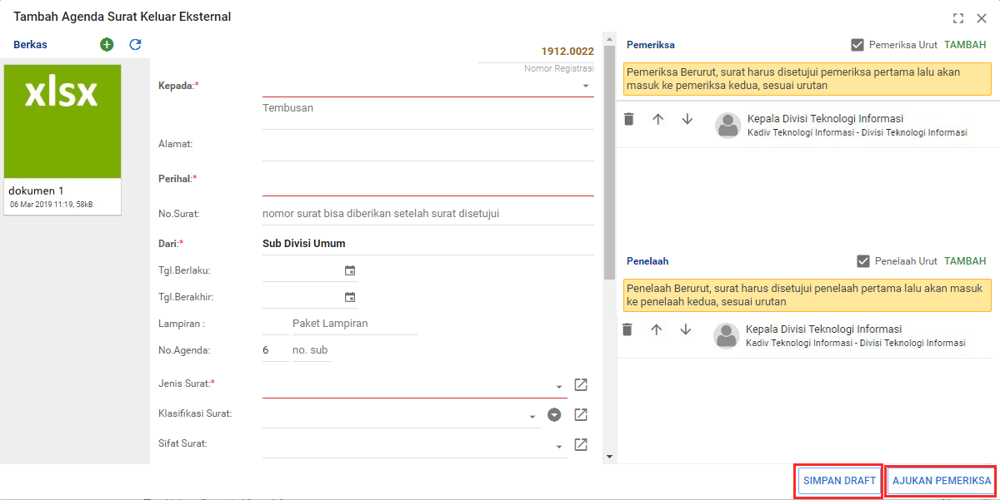 Tambah Agenda Surat Keluar Eksternal
Berkas
xlsx
dokumen 1
06 Mar 2019 11:19, 58kB
1912.0022
Nomor Registrasi
Kepada:*
Tembusan
Alamat:
Perihal:*
No.Surat: nomor surat bisa diberikan setelah surat disetujui
Dari:* Sub Divisi Umum
Tgl.Berlaku:
Tgl.Berakhir:
Lampiran : Paket Lampiran
No.Agenda: 6 no. sub
Jenis Surat:*
Klasifikasi Surat:
Sifat Surat:
Pemeriksa Pemeriksa Urut TAMBAH
Pemeriksa Berurut, surat harus disetujui pemeriksa pertama lalu akan
masuk ke pemeriksa kedua, sesuai urutan
Kepala Divisi Teknologi Informasi
Kadiv Teknologi Informasi - Divisi Teknologi Informasi
Penelaah Penelaah Urut TAMBAH
Penelaah Berurut, surat harus disetujui penelaah pertama lalu akan masuk
ke penelaah kedua, sesuai urutan
Kepala Divisi Teknologi Informasi
Kadiv Teknologi Informasi - Divisi Teknologi Informasi
SIMPAN DRAFT AJUKAN PEMERIKSA